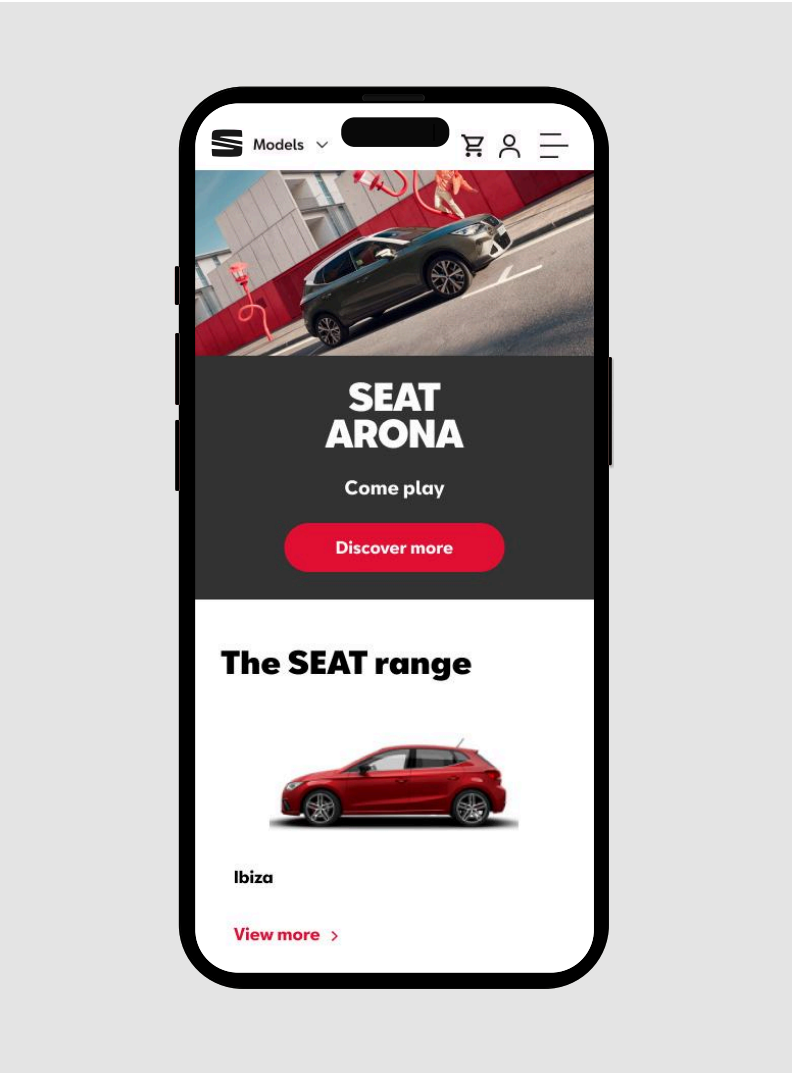 Models
SEAT
ARONA
Come play
Discover more
The SEAT range
Ibiza
View more